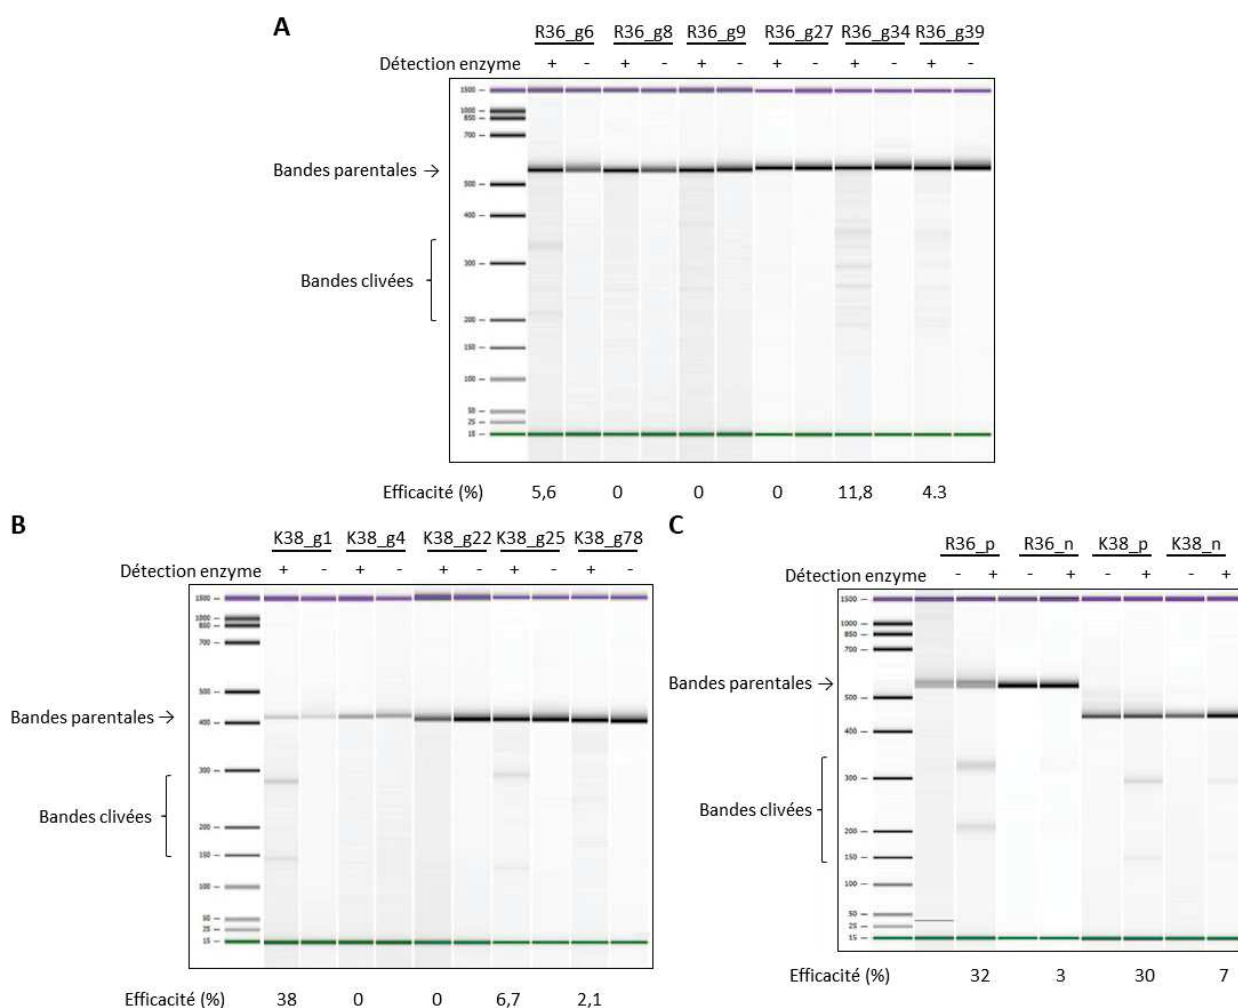 A
R36_g6 R36_g8 R36_g9 R36_g27 R36_g34 R36_g39
Détection enzyme + - + - + - + - + - + -
1500
1000
850
700
Bandes parentales →
500
400
300
Bandes clivées
200
150
100
50
25
15
Efficacité (%) 5,6 0 0 0 11,8 4.3
B
K38_g1 K38_g4 K38_g22 K38_g25 K38_g78
Détection enzyme + - + - + - + - + -
1500
1000
850
700
500
Bandes parentales →
400
300
Bandes clivées
200
150
100
50
25
15
Efficacité (%) 38 0 0 6,7 2,1
C
R36_p R36_n K38_p K38_n
Détection enzyme - + - + - + - +
1500
1000
850
700
Bandes parentales →
500
400
300
Bandes clivées
200
150
100
50
25
15
Efficacité (%) 32 3 30 7